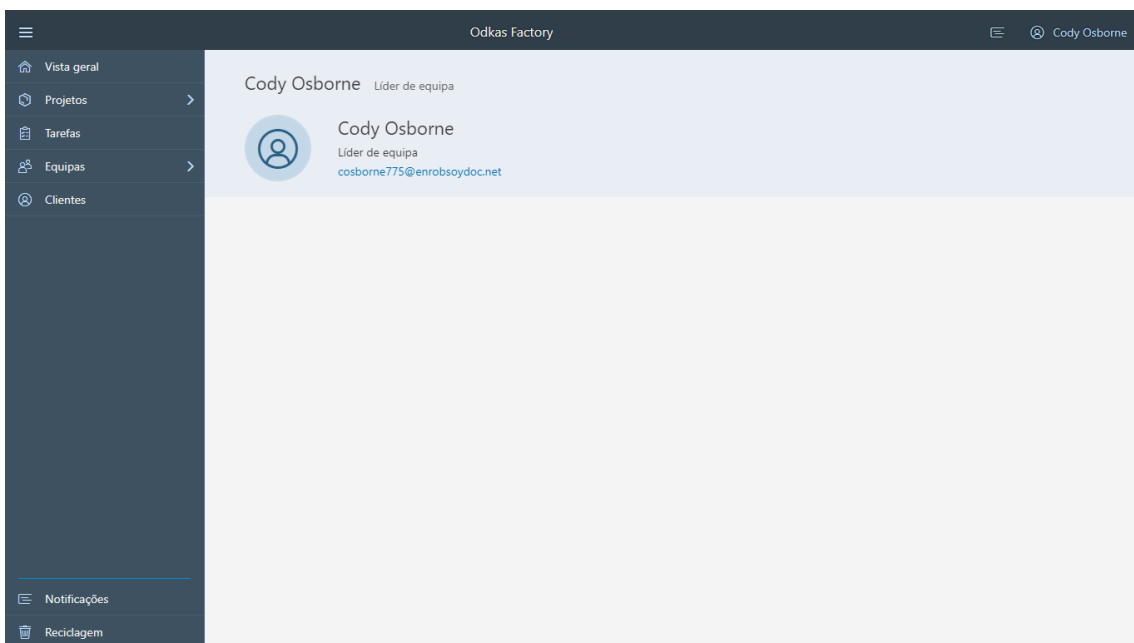 Odkas Factory
Cody Osborne
Vista geral
Projetos
Tarefas
Equipas
Clientes
Cody Osborne Líder de equipa
Cody Osborne
Líder de equipa
cosborne775@enrobsoydoc.net
Notificações
Reciclagem